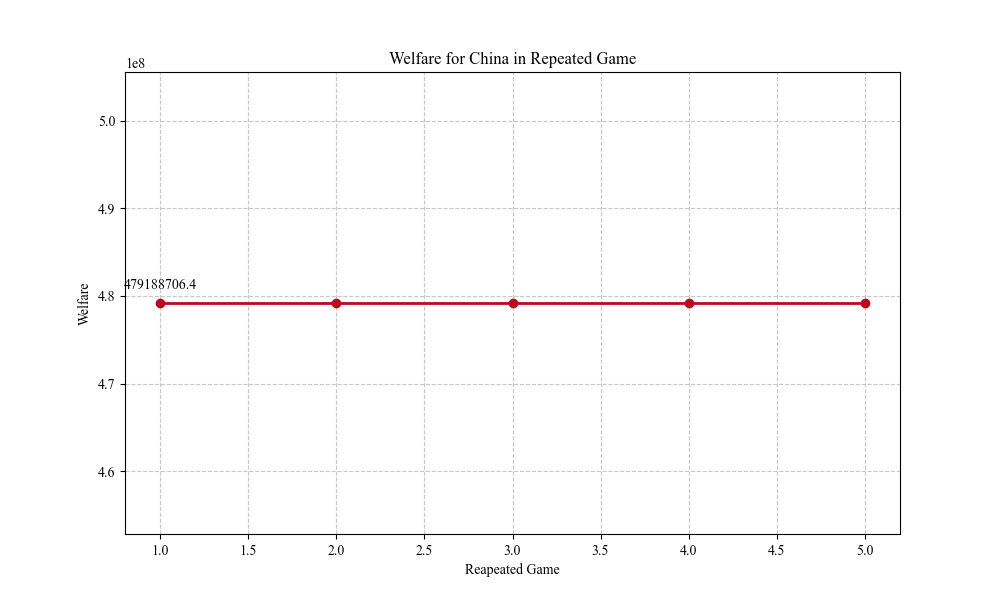 Welfare for China in Repeated Game
1e8
5.0
4.9
479188706.4
4.8
4.7
4.6
Welfare
1.0 1.5 2.0 2.5 3.0 3.5 4.0 4.5 5.0
Reapeated Game